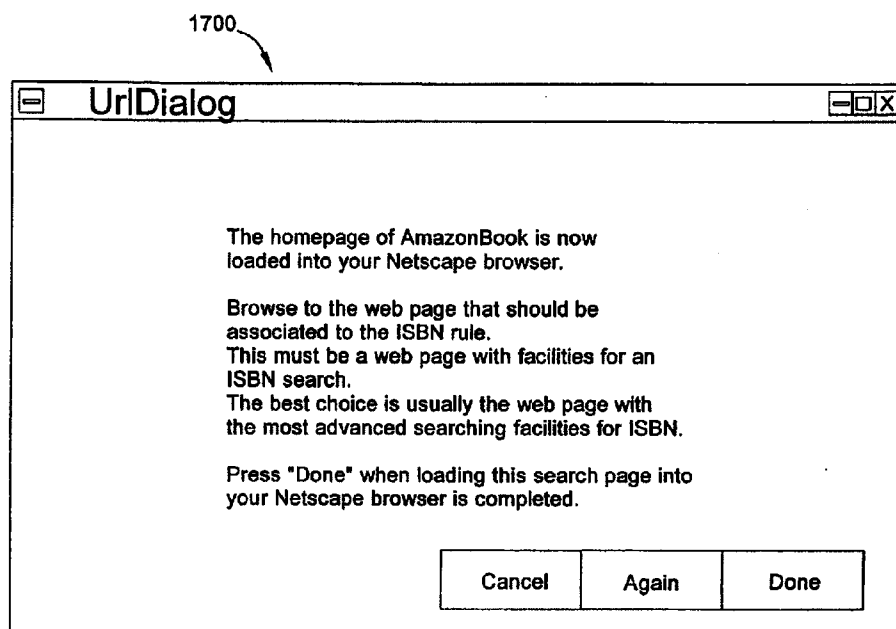 1700
UrlDialog
The homepage of AmazonBook is now
loaded into your Netscape browser.
Browse to the web page that should be
associated to the ISBN rule.
This must be a web page with facilities for an
ISBN search.
The best choice is usually the web page with
the most advanced searching facilities for ISBN.
Press "Done" when loading this search page into
your Netscape browser is completed.
Cancel Again Done